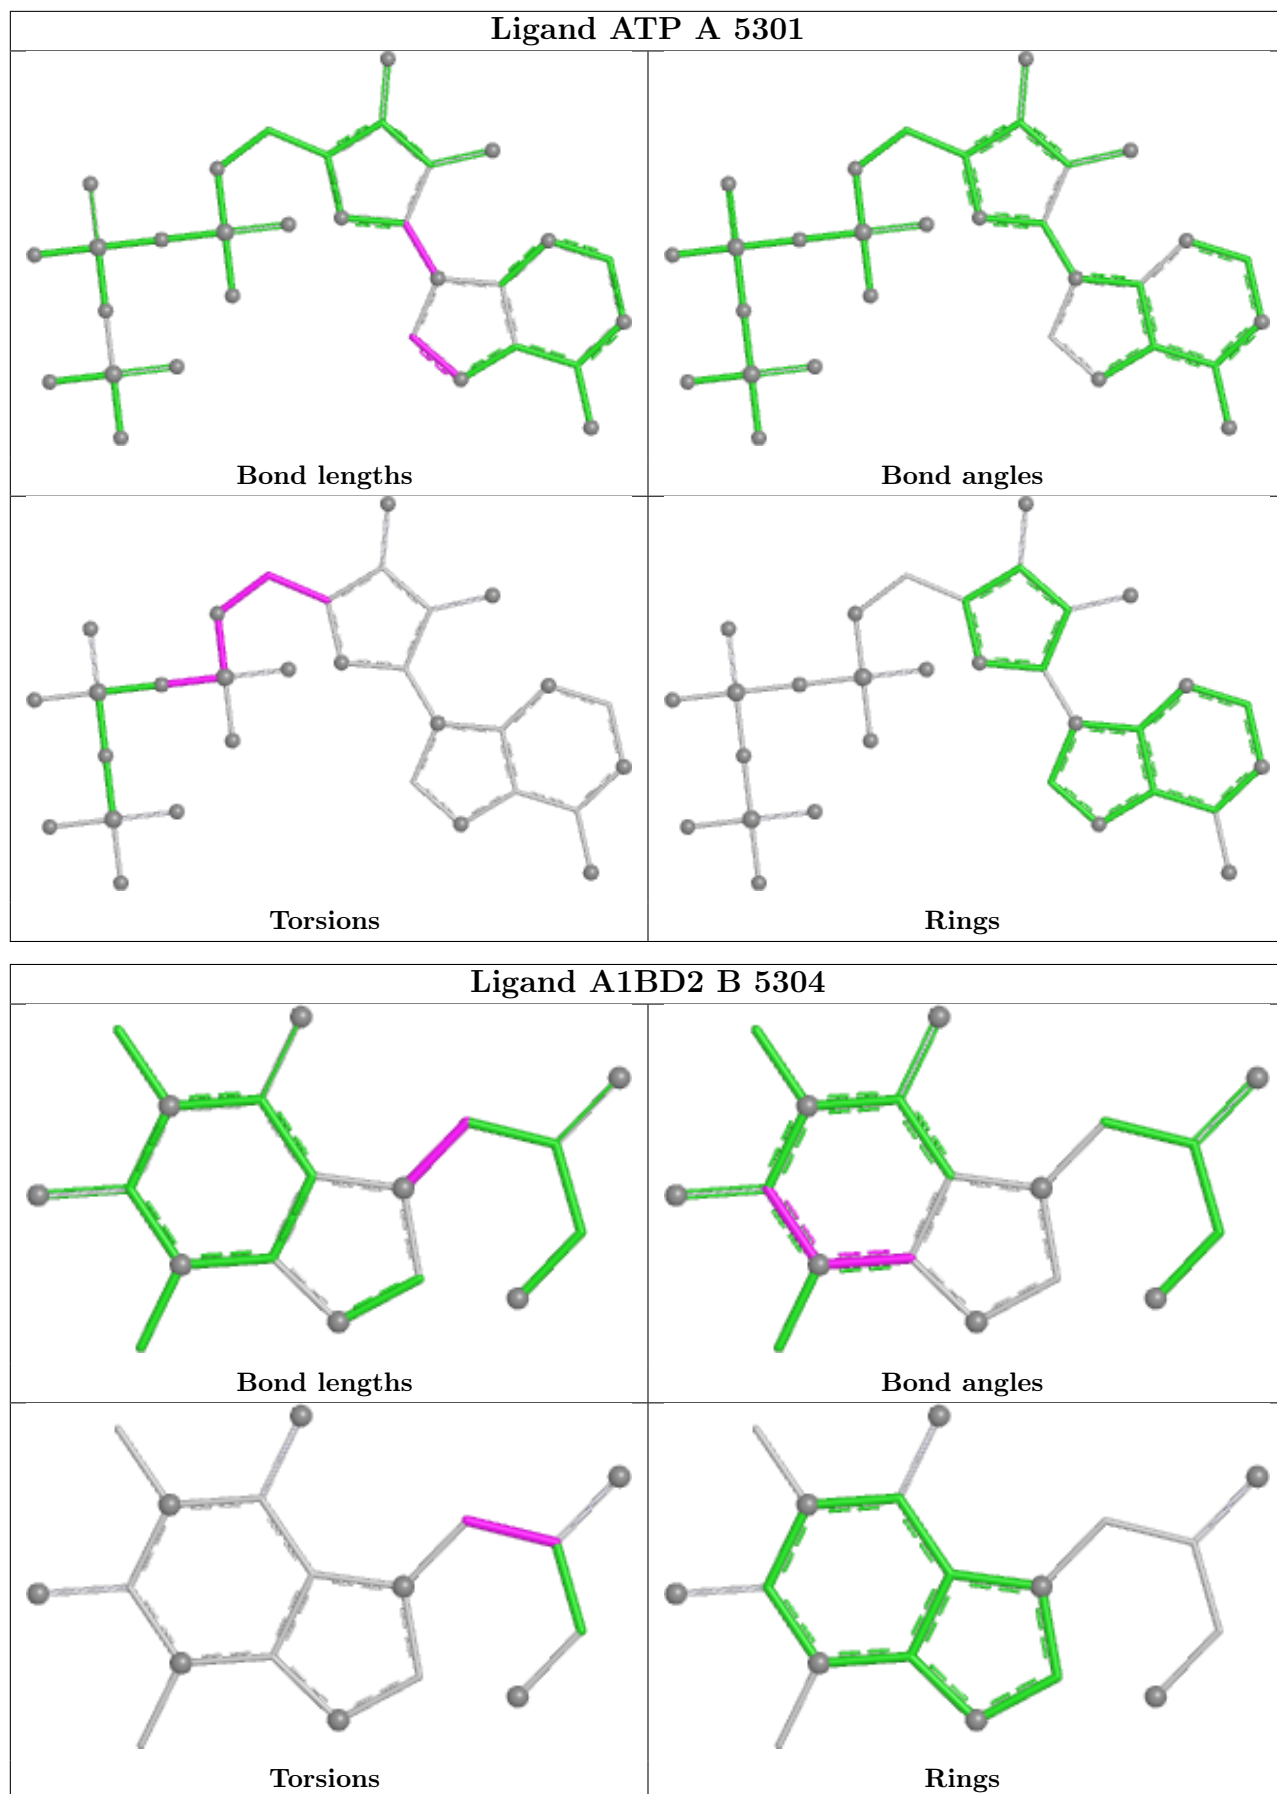 Ligand ATP A 5301
Bond lengths
Bond angles
Torsions
Rings
Ligand A1BD2 B 5304
Bond lengths
Bond angles
Torsions
Rings